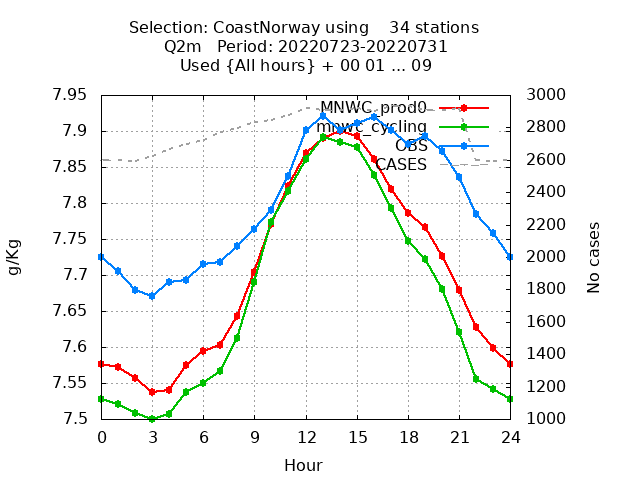 Selection: CoastNorway using    34 stations
Q2m   Period: 20220723-20220731
Used {All hours} + 00 01 ... 09
7.95
7.9
7.85
7.8
7.75
7.7
7.65
7.6
7.55
7.5
g/Kg
MNWC_prod0
mnwc_cycling
OBS
CASES
3000
2800
2600
2400
2200
2000
1800
1600
1400
1200
1000
No cases
0 3 6 9 12 15 18 21 24
Hour